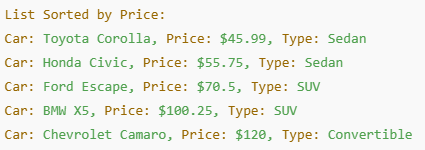 List Sorted by Price:
Car: Toyota Corolla, Price: $45.99, Type: Sedan
Car: Honda Civic, Price: $55.75, Type: Sedan
Car: Ford Escape, Price: $70.5, Type: SUV
Car: BMW X5, Price: $100.25, Type: SUV
Car: Chevrolet Camaro, Price: $120, Type: Convertible